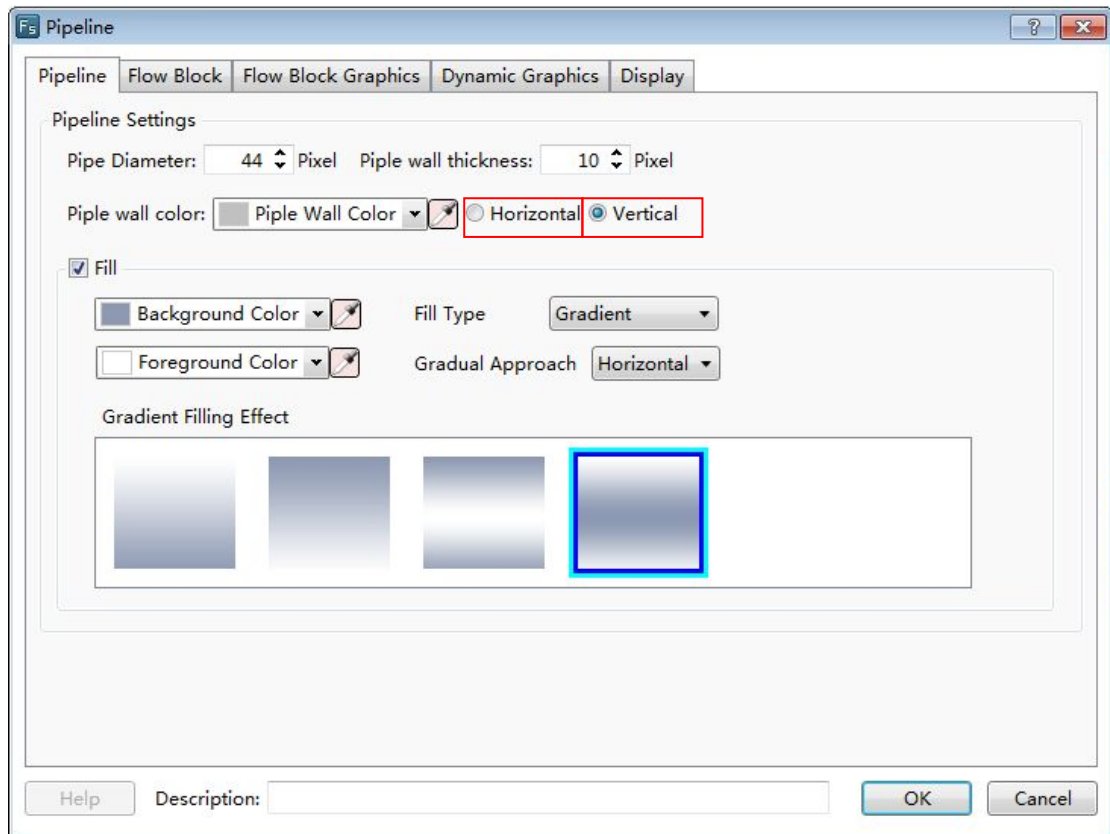 Fs Pipeline
Pipeline Flow Block Flow Block Graphics Dynamic Graphics Display
Pipeline Settings
Pipe Diameter: 44 Pixel Piple wall thickness: 10 Pixel
Piple wall color: Piple Wall Color Horizontal Vertical
Fill
Background Color Fill Type Gradient
Foreground Color Gradual Approach Horizontal
Gradient Filling Effect
Help Description: OK Cancel